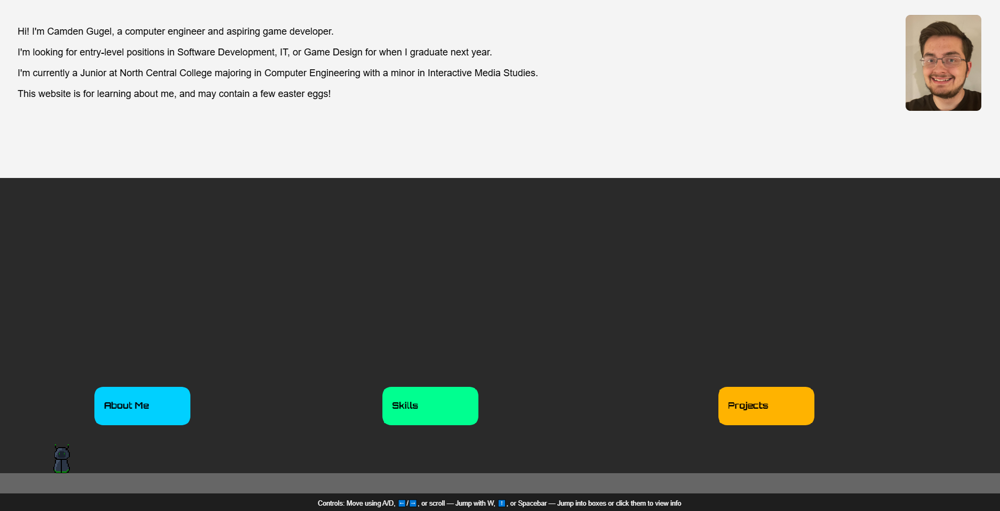 Hi! I'm Camden Gugel, a computer engineer and aspiring game developer.
I'm looking for entry-level positions in Software Development, IT, or Game Design for when I graduate next year.
I'm currently a Junior at North Central College majoring in Computer Engineering with a minor in Interactive Media Studies.
This website is for learning about me, and may contain a few easter eggs!
About Me
Skills
Projects
Controls: Move using A/D, ⬅️/➡️, or scroll — Jump with W, ⬆️, or Spacebar — Jump into boxes or click them to view info